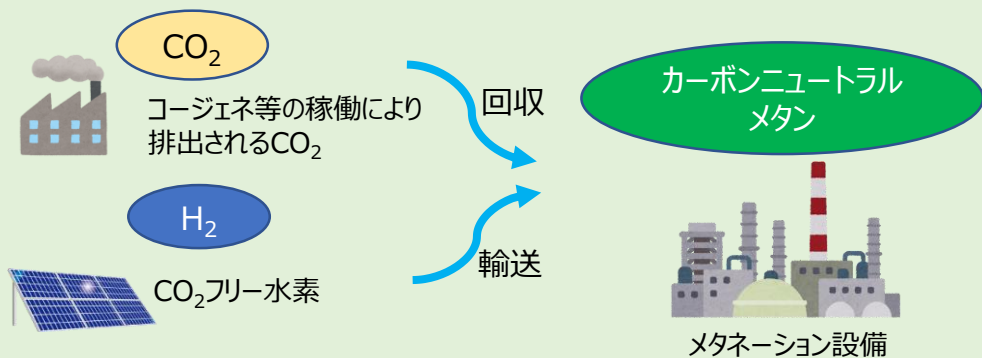 CO₂
コージェネ等の稼働により
排出されるCO₂
回収
カーボンニュートラル
メタン
H₂
CO₂フリー水素
輸送
メタネーション設備